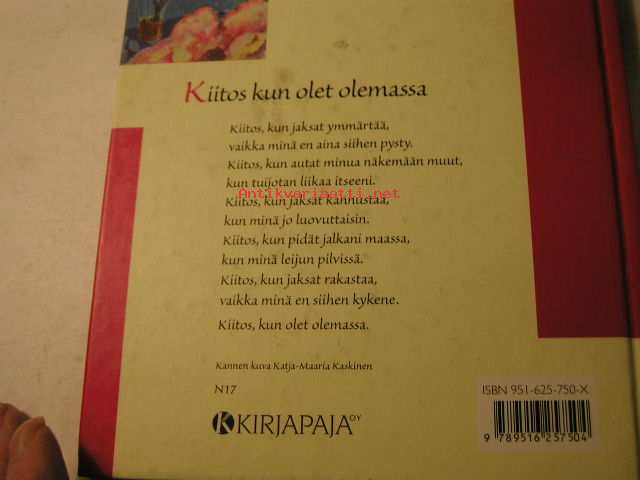 Kiitos kun olet olemassa
Kiitos, kun jaksat ymmärtää,
vaikka minä en aina siihen pysty.
Kiitos, kun autat minua näkemään muut,
kun tuijotan liikaa itseeni.
Antikvariaatti.net
Kiitos, kun jaksat kannustaa,
kun minä jo luovuttaisin.
Kiitos, kun pidät jalkani maassa,
kun minä leijun pilvissä.
Kiitos, kun jaksat rakastaa,
vaikka minä en siihen kykene.
Kiitos, kun olet olemassa.
Kannen kuva Katja-Maaria Kaskinen
N17
K KIRJAPAJA OY
ISBN 951-625-750-X
9 789516 257504